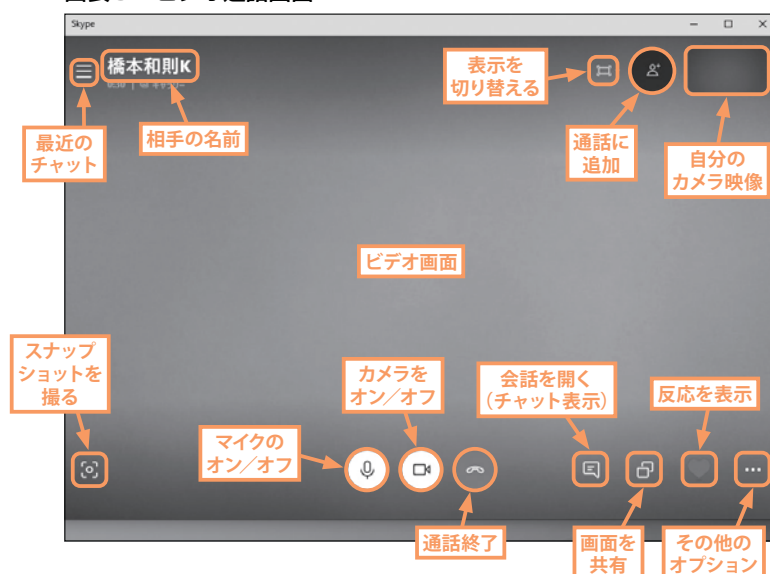 Skype
橋本和則K
表示を
切り替える
最近の
チャット
相手の名前
通話に
追加
自分の
カメラ映像
ビデオ画面
スナップ
ショットを
撮る
カメラを
オン／オフ
会話を開く
（チャット表示）
反応を表示
マイクの
オン／オフ
通話終了
画面を
共有
その他の
オプション